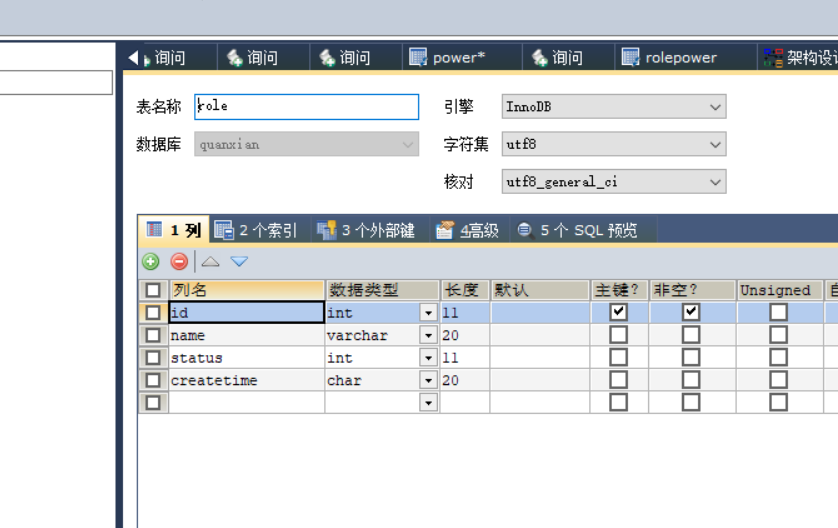 询问 询问 询问 power* 询问 rolepower 架构设
表名称 role 引擎 InnoDB
数据库 quanxian 字符集 utf8
核对 utf8_general_ci
1 列 2 个索引 3 个外部键 4高级 5 个 SQL 预览
列名 数据类型 长度 默认 主键? 非空? Unsigned
id int 11
name varchar 20
status int 11
createtime char 20